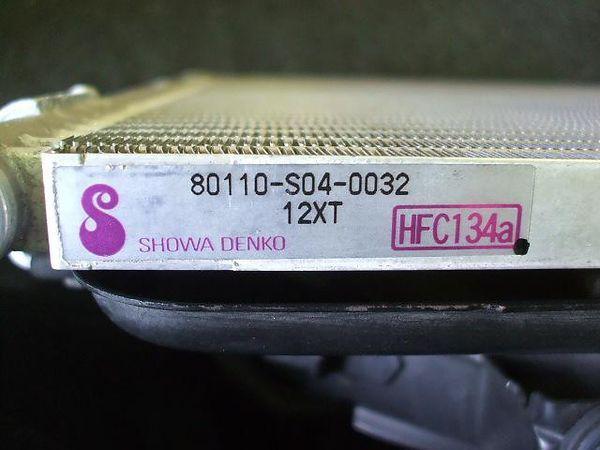 80110-S04-0032
12XT
SHOWA DENKO
HFC134a